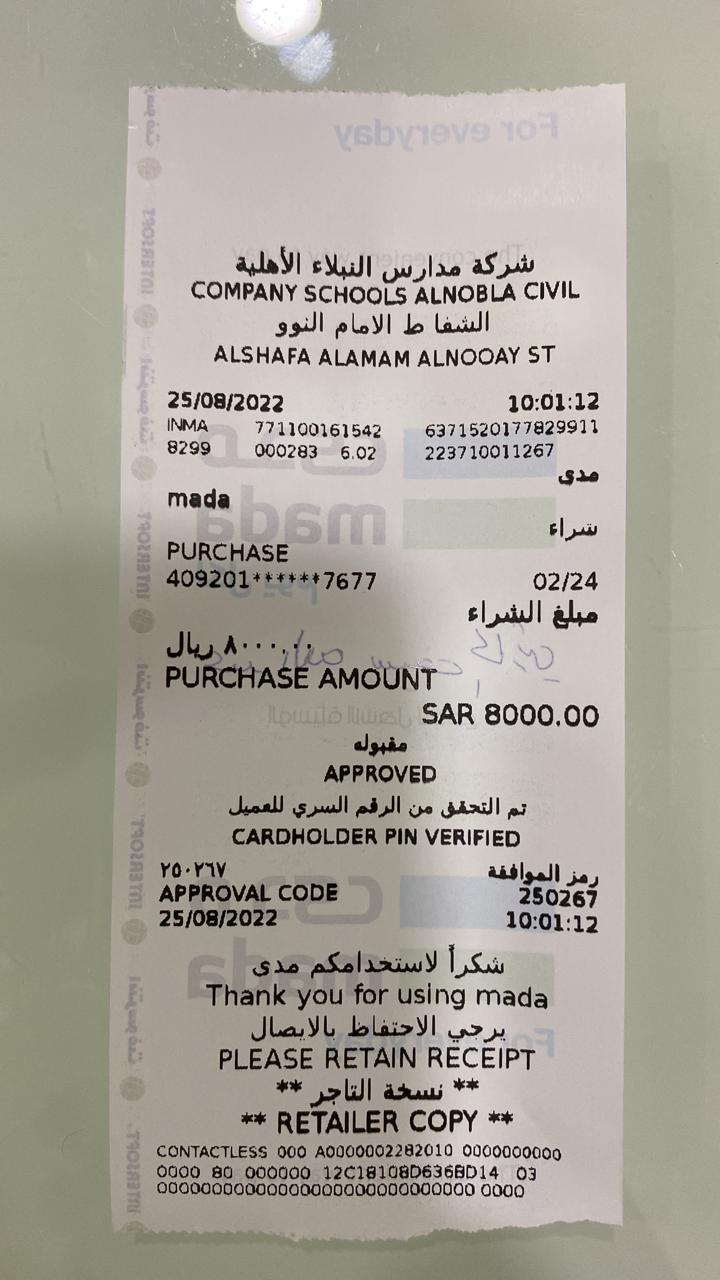 For everyday
شركة مدارس النبلاء الأهلية
COMPANY SCHOOLS ALNOBLA CIVIL
الشفا ط الامام النوو
ALSHAFA ALAMAM ALNOOAY ST
25/08/2022 10:01:12
INMA 771100161542 6371520177829911
8299 000283 6.02 223710011267
مدى
mada
شراء
PURCHASE
409201******7677 02/24
مبلغ الشراء
٨٠٠٠.٠٠ ريال
PURCHASE AMOUNT
SAR 8000.00
مقبوله
APPROVED
تم التحقق من الرقم السري للعميل
CARDHOLDER PIN VERIFIED
٢٥٠٢٦٧ رمز الموافقة
APPROVAL CODE 250267
25/08/2022 10:01:12
شكراً لاستخدامكم مدى
Thank you for using mada
يرجي الاحتفاظ بالايصال
PLEASE RETAIN RECEIPT
** نسخة التاجر **
** RETAILER COPY **
CONTACTLESS 000 A0000002282010 0000000000
0000 80 000000 12C18108D636BD14 03
INTERSOFT